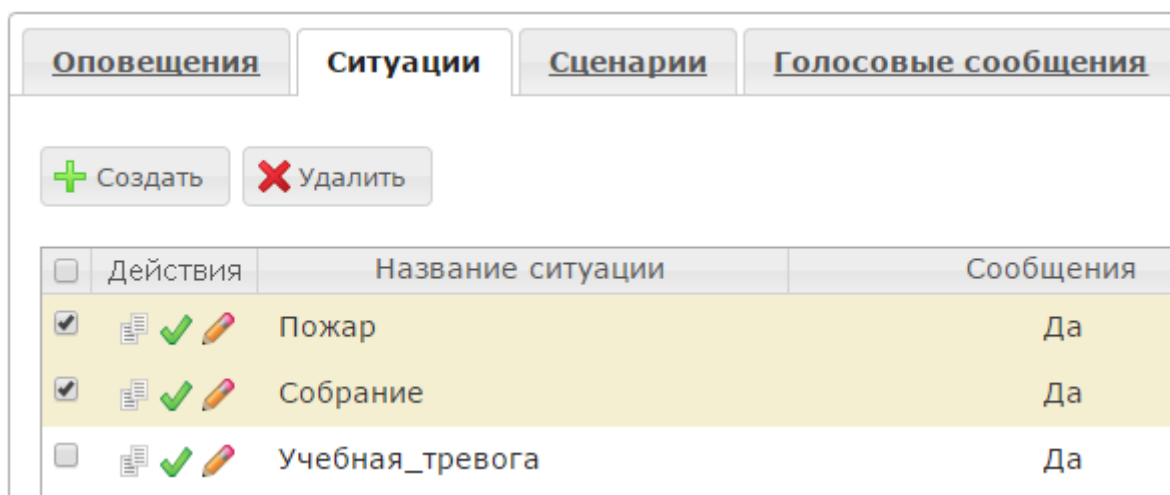 Оповещения Ситуации Сценарии Голосовые сообщения
Создать Удалить
Действия Название ситуации Сообщения
Пожар Да
Собрание Да
Учебная_тревога Да